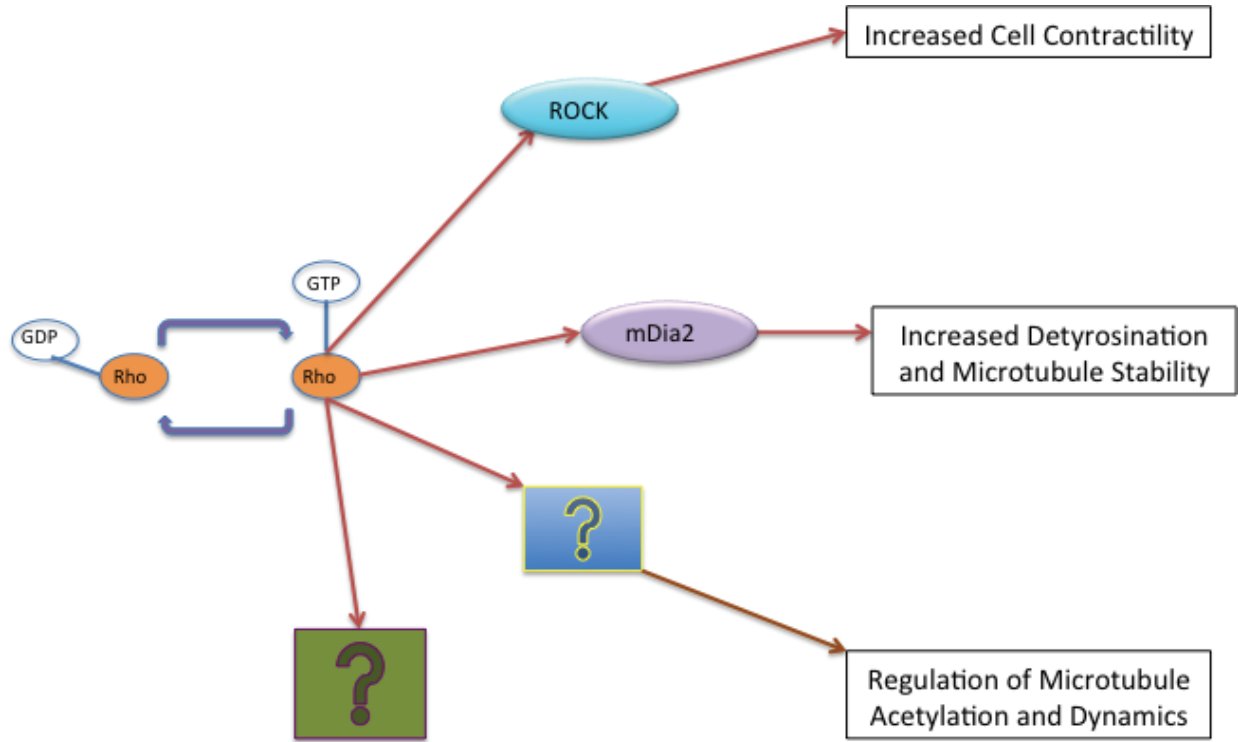 Increased Cell Contractility
ROCK
GTP
GDP
mDia2
Increased Detyrosination
and Microtubule Stability
Rho
Rho
?
?
Regulation of Microtubule
Acetylation and Dynamics